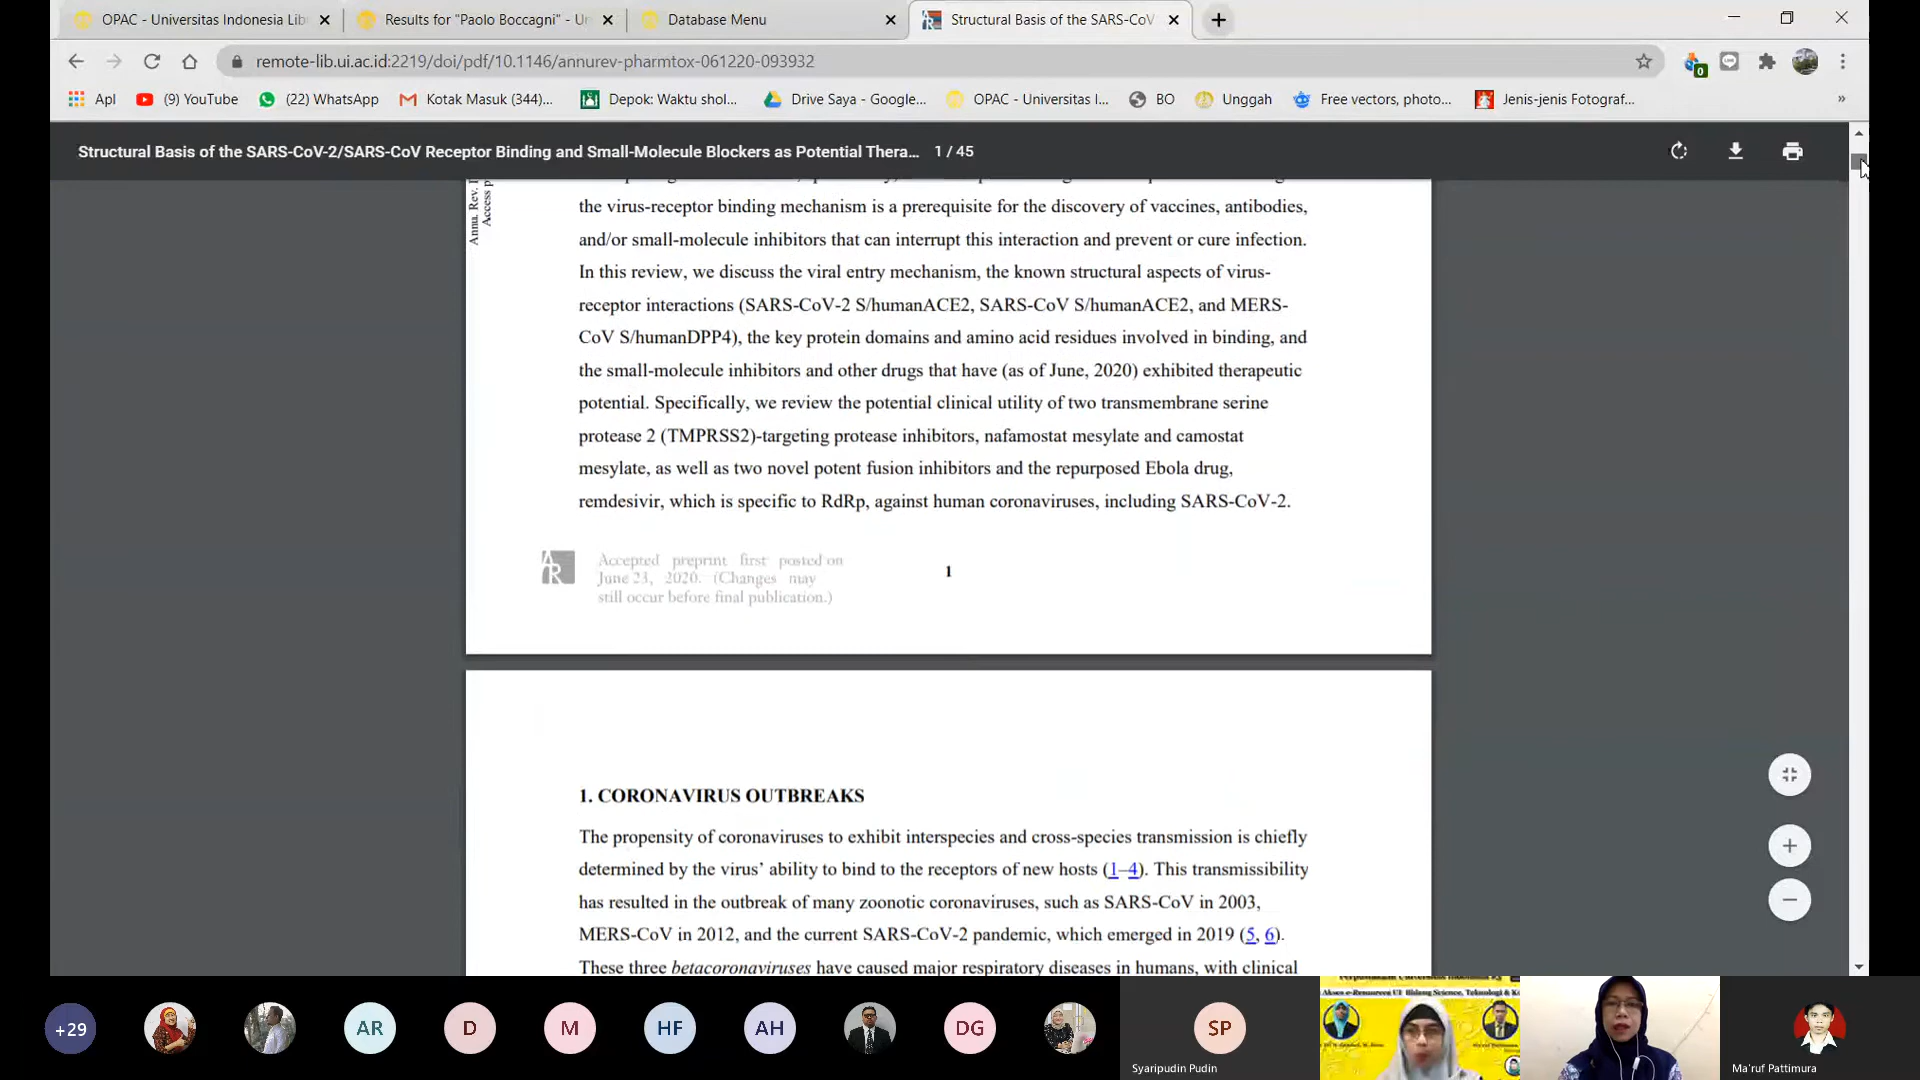 OPAC - Universitas Indonesia Lib
Results for "Paolo Boccagni" - Un
Database Menu
Structural Basis of the SARS-CoV
remote-lib.ui.ac.id:2219/doi/pdf/10.1146/annurev-pharmtox-061220-093932
0
Apl
(9) YouTube
(22) WhatsApp
Kotak Masuk (344)...
Depok: Waktu shol...
Drive Saya - Google...
OPAC - Universitas I...
BO
Unggah
Free vectors, photo...
Jenis-jenis Fotograf...
»
Structural Basis of the SARS-CoV-2/SARS-CoV Receptor Binding and Small-Molecule Blockers as Potential Thera...
1 / 45
Annu. Rev.
Access p
the virus-receptor binding mechanism is a prerequisite for the discovery of vaccines, antibodies,
and/or small-molecule inhibitors that can interrupt this interaction and prevent or cure infection.
In this review, we discuss the viral entry mechanism, the known structural aspects of virus-
receptor interactions (SARS-CoV-2 S/humanACE2, SARS-CoV S/humanACE2, and MERS-
CoV S/humanDPP4), the key protein domains and amino acid residues involved in binding, and
the small-molecule inhibitors and other drugs that have (as of June, 2020) exhibited therapeutic
potential. Specifically, we review the potential clinical utility of two transmembrane serine
protease 2 (TMPRSS2)-targeting protease inhibitors, nafamostat mesylate and camostat
mesylate, as well as two novel potent fusion inhibitors and the repurposed Ebola drug,
remdesivir, which is specific to RdRp, against human coronaviruses, including SARS-CoV-2.
AR
Accepted preprint first posted on
June 23, 2020. (Changes may
still occur before final publication.)
1
1. CORONAVIRUS OUTBREAKS
The propensity of coronaviruses to exhibit interspecies and cross-species transmission is chiefly
determined by the virus' ability to bind to the receptors of new hosts (1–4). This transmissibility
has resulted in the outbreak of many zoonotic coronaviruses, such as SARS-CoV in 2003,
MERS-CoV in 2012, and the current SARS-CoV-2 pandemic, which emerged in 2019 (5, 6).
These three betacoronaviruses have caused major respiratory diseases in humans, with clinical
+29
AR
D
M
HF
AH
DG
SP
Syaripudin Pudin
Akses e-Resources UI Bidang Science, Teknologi & K
Ma'ruf Pattimura